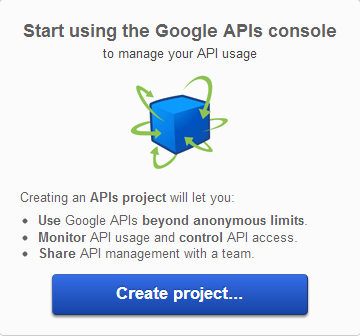 Start using the Google APIs console
to manage your API usage
Creating an APIs project will let you:
• Use Google APIs beyond anonymous limits.
• Monitor API usage and control API access.
• Share API management with a team.
Create project...